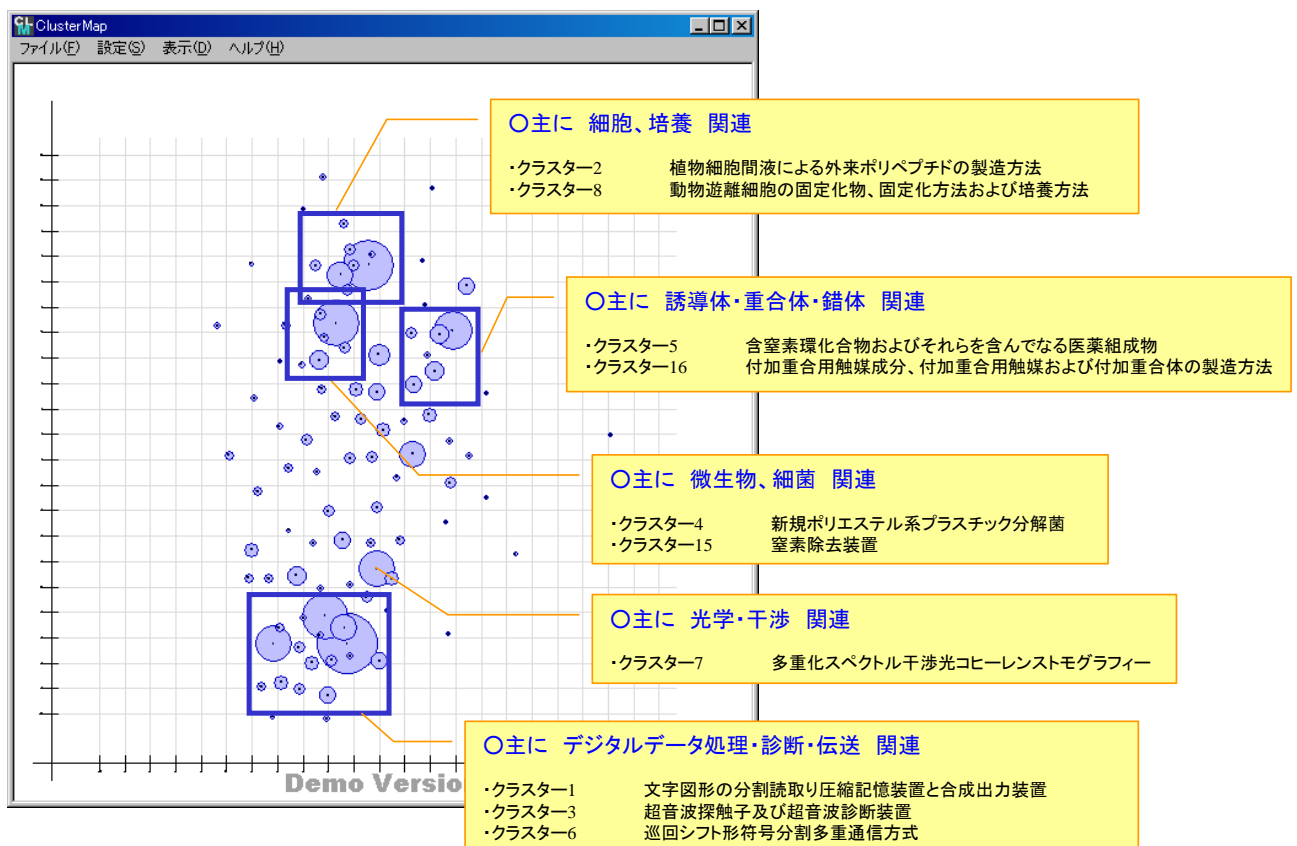 CLM ClusterMap
ファイル(F) 設定(S) 表示(D) ヘルプ(H)
○主に 細胞、培養 関連
・クラスター2 植物細胞間液による外来ポリペプチドの製造方法
・クラスター8 動物遊離細胞の固定化物、固定化方法および培養方法
○主に 誘導体・重合体・錯体 関連
・クラスター5 含窒素環化合物およびそれらを含んでなる医薬組成物
・クラスター16 付加重合用触媒成分、付加重合用触媒および付加重合体の製造方法
○主に 微生物、細菌 関連
・クラスター4 新規ポリエステル系プラスチック分解菌
・クラスター15 窒素除去装置
○主に 光学・干渉 関連
・クラスター7 多重化スペクトル干渉光コヒーレンストモグラフィー
○主に デジタルデータ処理・診断・伝送 関連
・クラスター1 文字図形の分割読取り圧縮記憶装置と合成出力装置
・クラスター3 超音波探触子及び超音波診断装置
・クラスター6 巡回シフト形符号分割多重通信方式
Demo Versio